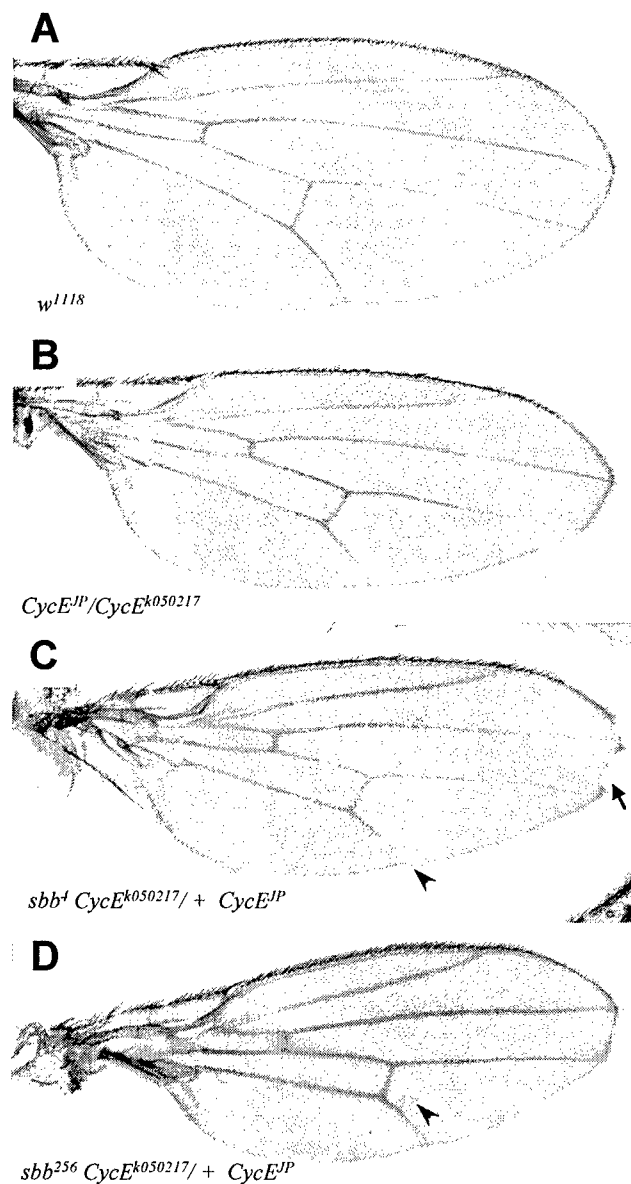 A
w1118
B
CycEJP/CycEk050217
C
sbb4 CycEk050217/ + CycEJP
D
sbb256 CycEk050217/ + CycEJP